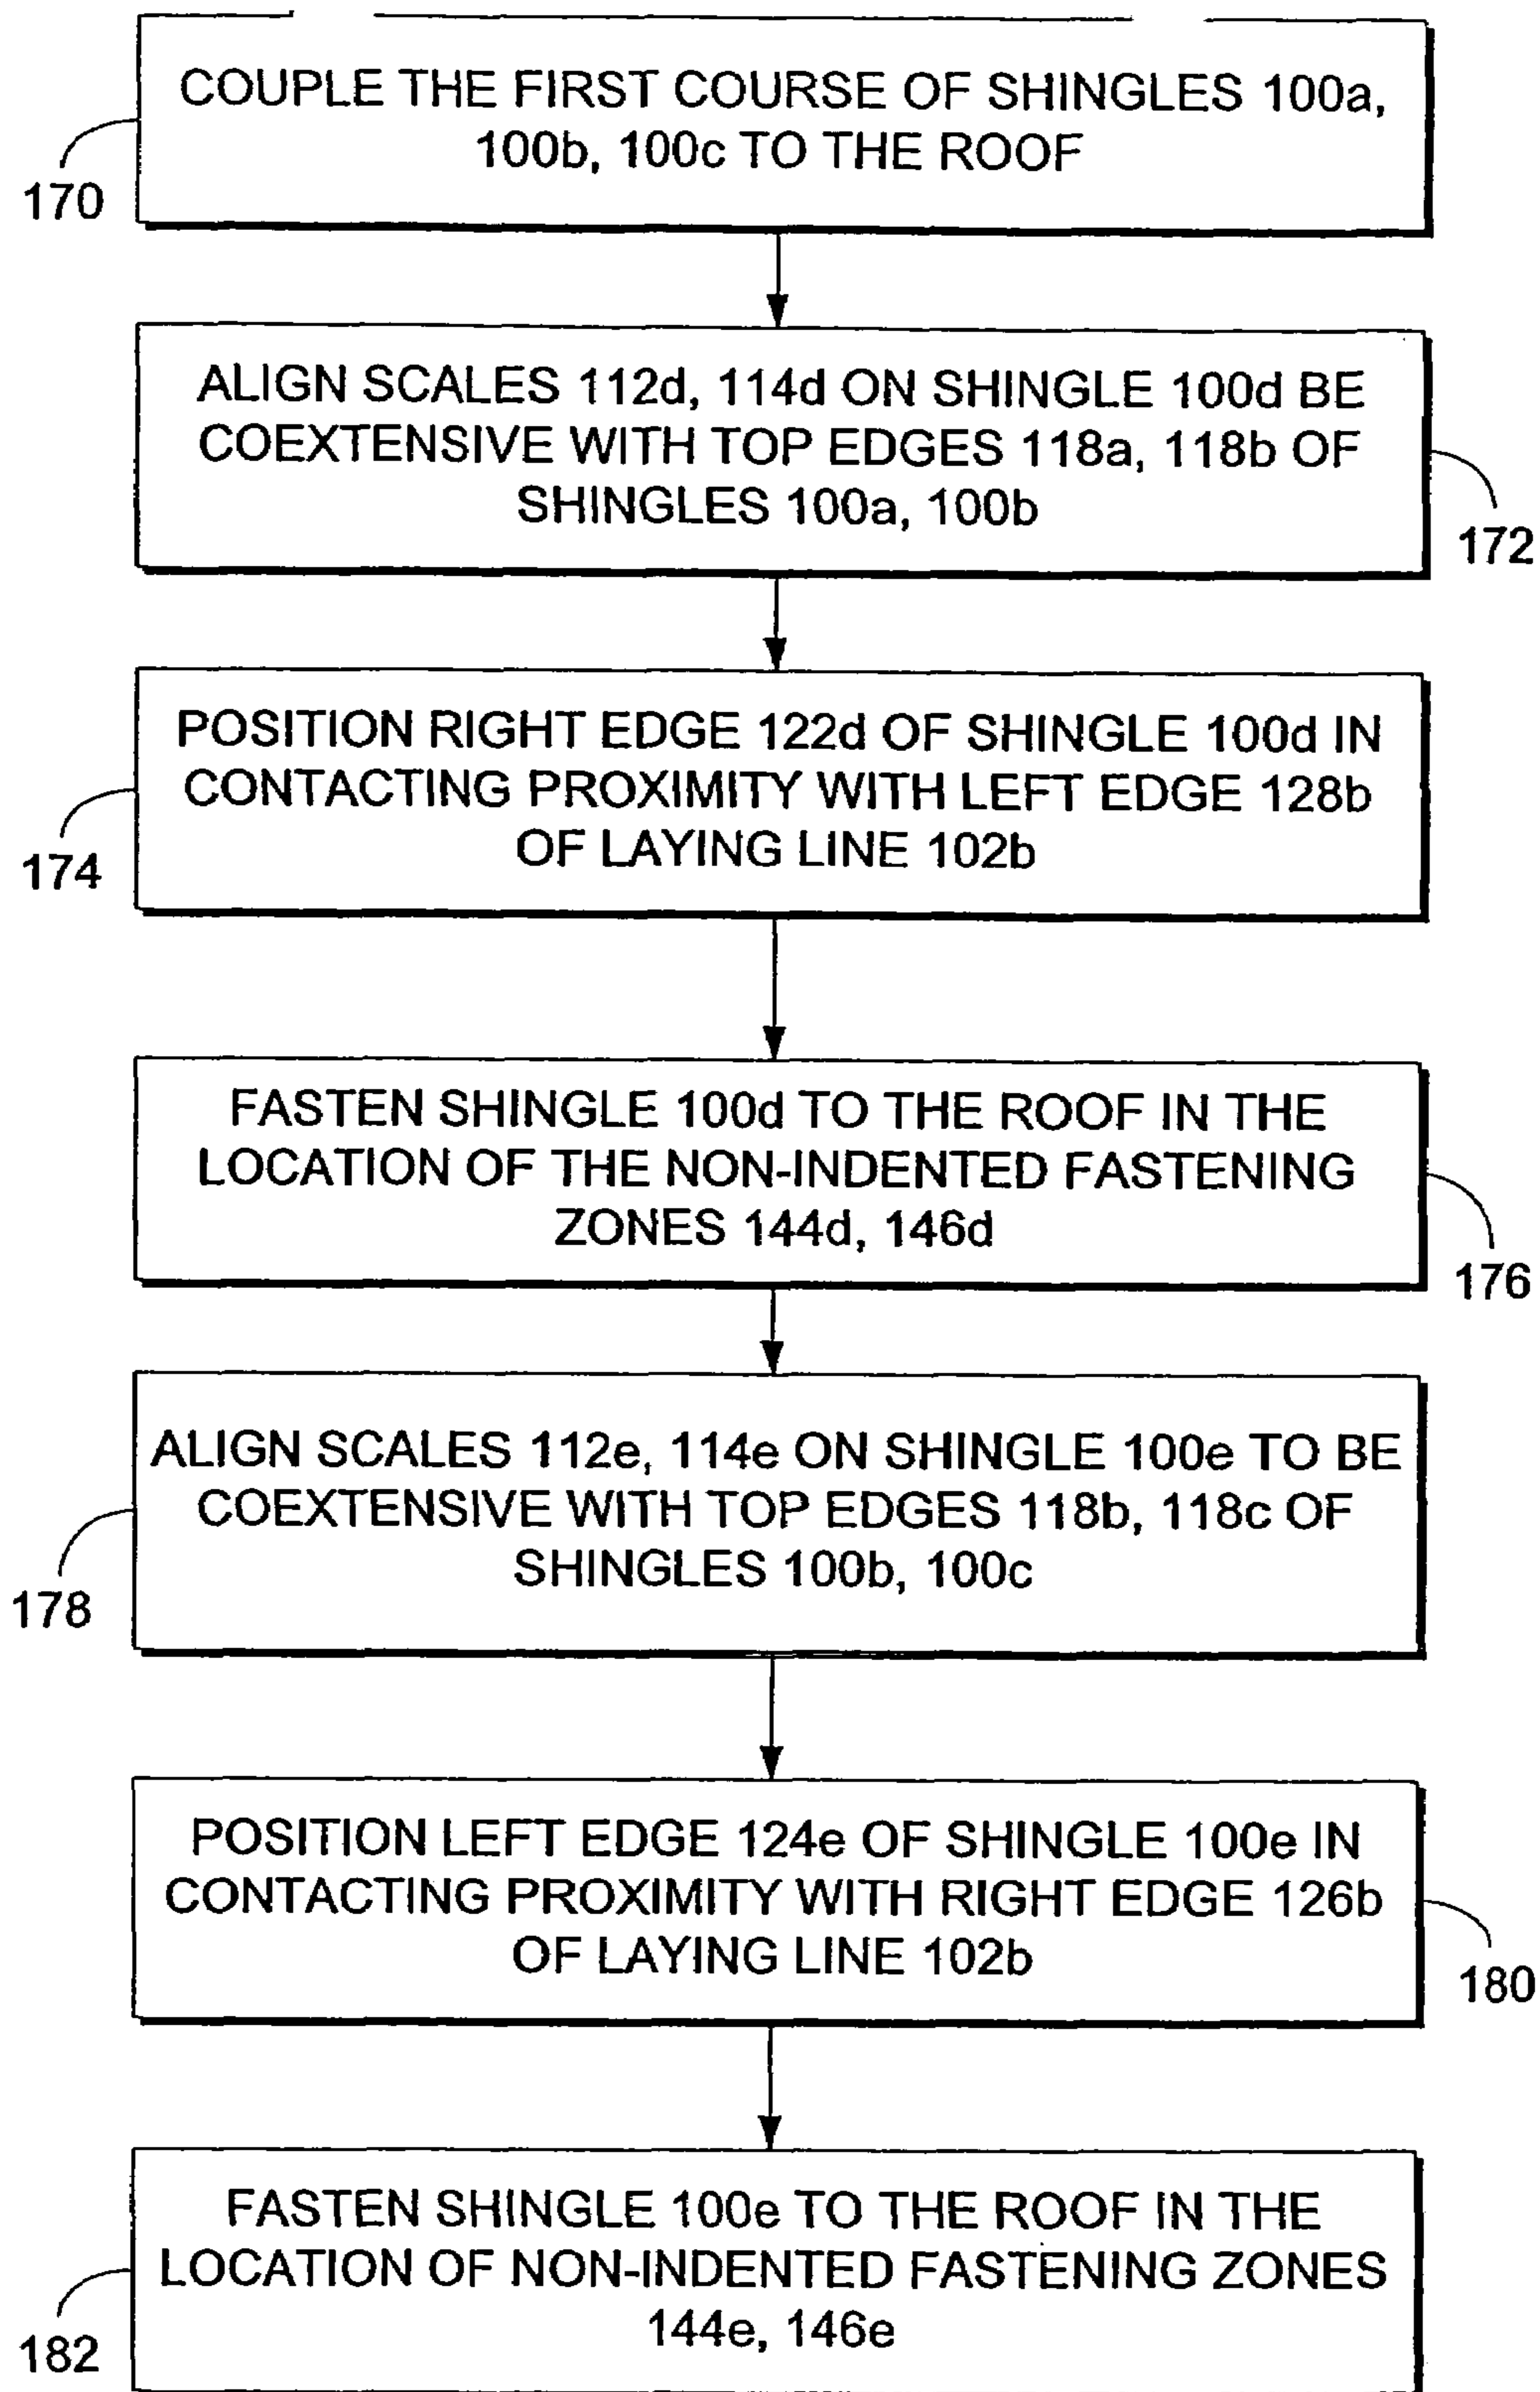 COUPLE THE FIRST COURSE OF SHINGLES 100a,
100b, 100c TO THE ROOF
170
ALIGN SCALES 112d, 114d ON SHINGLE 100d BE
COEXTENSIVE WITH TOP EDGES 118a, 118b OF
SHINGLES 100a, 100b
172
POSITION RIGHT EDGE 122d OF SHINGLE 100d IN
CONTACTING PROXIMITY WITH LEFT EDGE 128b
OF LAYING LINE 102b
174
FASTEN SHINGLE 100d TO THE ROOF IN THE
LOCATION OF THE NON-INDENTED FASTENING
ZONES 144d, 146d
176
ALIGN SCALES 112e, 114e ON SHINGLE 100e TO BE
COEXTENSIVE WITH TOP EDGES 118b, 118c OF
SHINGLES 100b, 100c
178
POSITION LEFT EDGE 124e OF SHINGLE 100e IN
CONTACTING PROXIMITY WITH RIGHT EDGE 126b
OF LAYING LINE 102b
180
FASTEN SHINGLE 100e TO THE ROOF IN THE
LOCATION OF NON-INDENTED FASTENING ZONES
144e, 146e
182